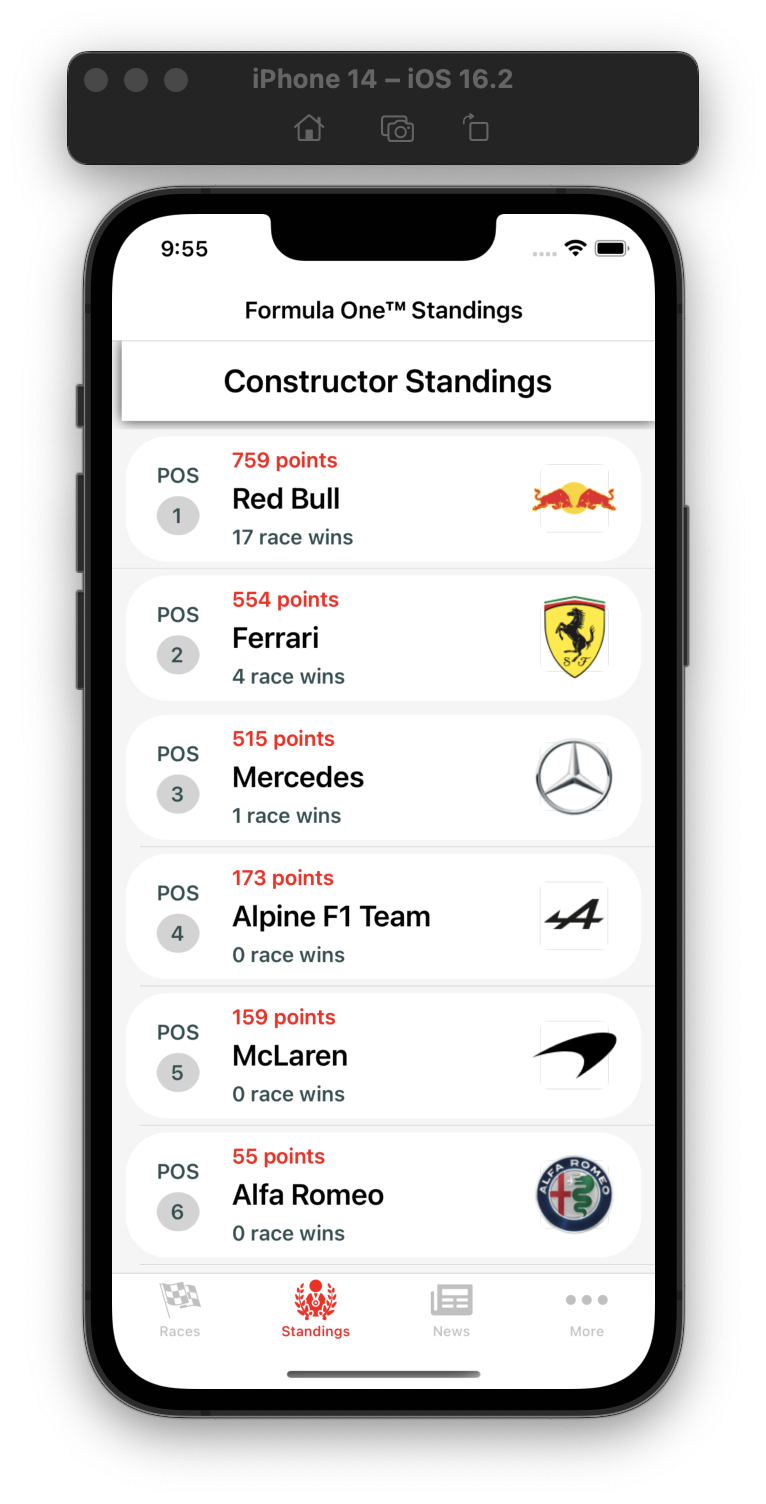 iPhone 14 – iOS 16.2
9:55
Formula One™ Standings
Constructor Standings
759 points
POS
Red Bull
1
17 race wins
554 points
POS
Ferrari
2
4 race wins
S F
515 points
POS
Mercedes
3
1 race wins
173 points
POS
Alpine F1 Team
4
0 race wins
159 points
POS
McLaren
5
0 race wins
55 points
POS
Alfa Romeo
6
0 race wins
ALFA ROMEO
Races
Standings
News
More